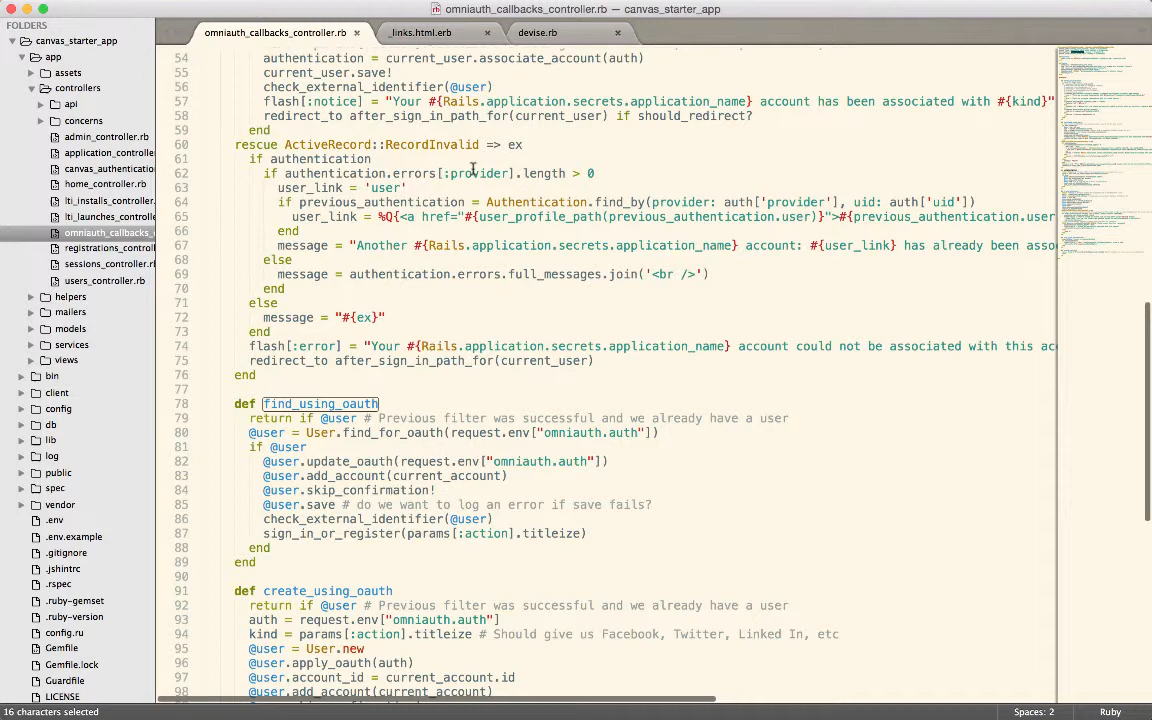 omniauth_callbacks_controller.rb — canvas_starter_app
FOLDERS
canvas_starter_app
app
assets
controllers
api
concerns
admin_controller.rb
application_controlle
canvas_authentication
home_controller.rb
lti_installs_controller
lti_launches_controlle
omniauth_callbacks_
registrations_control
sessions_controller.rb
users_controller.rb
helpers
mailers
models
services
views
bin
client
config
db
lib
log
public
spec
vendor
.env
.env.example
.gitignore
.jshintrc
.rspec
.ruby-gemset
.ruby-version
config.ru
Gemfile
Gemfile.lock
Guardfile
LICENSE
omniauth_callbacks_controller.rb ×
_links.html.erb ×
devise.rb ×
54 authentication = current_user.associate_account(auth)
55 current_user.save!
56 check_external_identifier(@user)
57 flash[:notice] = "Your #{Rails.application.secrets.application_name} account has been associated with #{kind}"
58 redirect_to after_sign_in_path_for(current_user) if should_redirect?
59 end
60 rescue ActiveRecord::RecordInvalid => ex
61 if authentication
62 if authentication.errors[:provider].length > 0
63 user_link = 'user'
64 if previous_authentication = Authentication.find_by(provider: auth['provider'], uid: auth['uid'])
65 user_link = %Q{<a href="#{user_profile_path(previous_authentication.user)}">#{previous_authentication.user
66 end
67 message = "Another #{Rails.application.secrets.application_name} account: #{user_link} has already been asso
68 else
69 message = authentication.errors.full_messages.join('<br />')
70 end
71 else
72 message = "#{ex}"
73 end
74 flash[:error] = "Your #{Rails.application.secrets.application_name} account could not be associated with this ac
75 redirect_to after_sign_in_path_for(current_user)
76 end
77
78 def find_using_oauth
79 return if @user # Previous filter was successful and we already have a user
80 @user = User.find_for_oauth(request.env["omniauth.auth"])
81 if @user
82 @user.update_oauth(request.env["omniauth.auth"])
83 @user.add_account(current_account)
84 @user.skip_confirmation!
85 @user.save # do we want to log an error if save fails?
86 check_external_identifier(@user)
87 sign_in_or_register(params[:action].titleize)
88 end
89 end
90
91 def create_using_oauth
92 return if @user # Previous filter was successful and we already have a user
93 auth = request.env["omniauth.auth"]
94 kind = params[:action].titleize # Should give us Facebook, Twitter, Linked In, etc
95 @user = User.new
96 @user.apply_oauth(auth)
97 @user.account_id = current_account.id
98 @user.add_account(current_account)
16 characters selected
Spaces: 2
Ruby